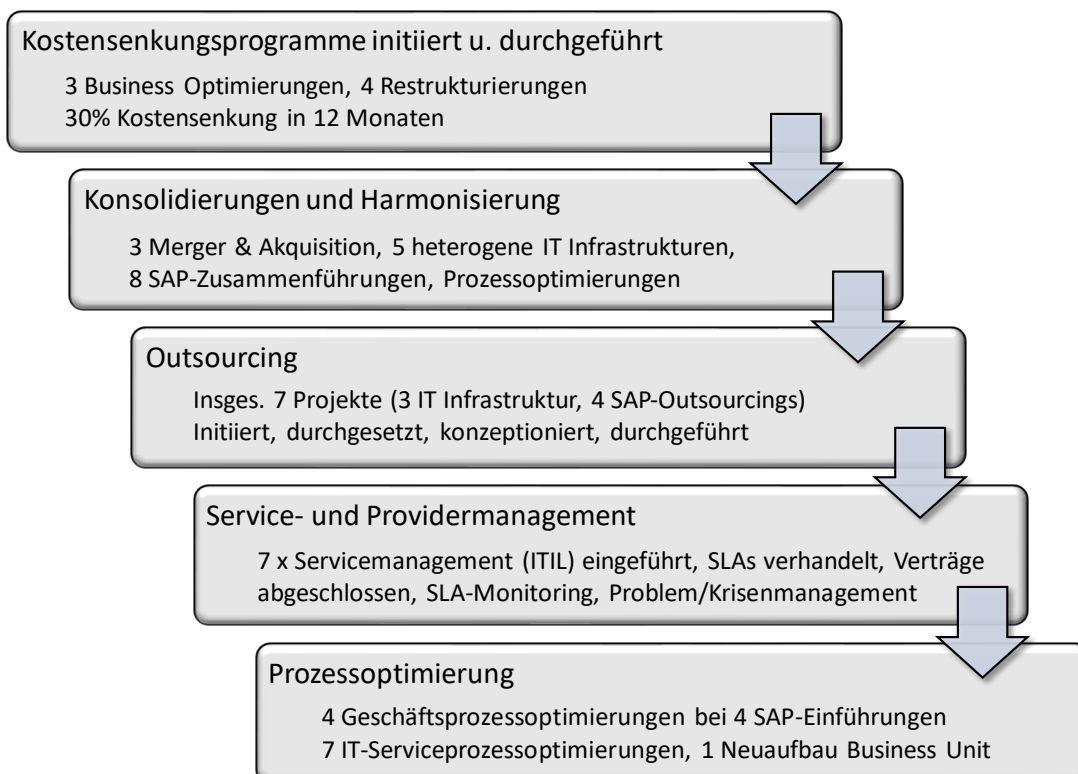 Kostensenkungsprogramme initiiert u. durchgeführt
3 Business Optimierungen, 4 Restrukturierungen
30% Kostensenkung in 12 Monaten
Konsolidierungen und Harmonisierung
3 Merger & Akquisition, 5 heterogene IT Infrastrukturen,
8 SAP-Zusammenführungen, Prozessoptimierungen
Outsourcing
Insges. 7 Projekte (3 IT Infrastruktur, 4 SAP-Outsourcings)
Initiiert, durchgesetzt, konzeptioniert, durchgeführt
Service- und Providermanagement
7 x Servicemanagement (ITIL) eingeführt, SLAs verhandelt, Verträge
abgeschlossen, SLA-Monitoring, Problem/Krisenmanagement
Prozessoptimierung
4 Geschäftsprozessoptimierungen bei 4 SAP-Einführungen
7 IT-Serviceprozessoptimierungen, 1 Neuaufbau Business Unit